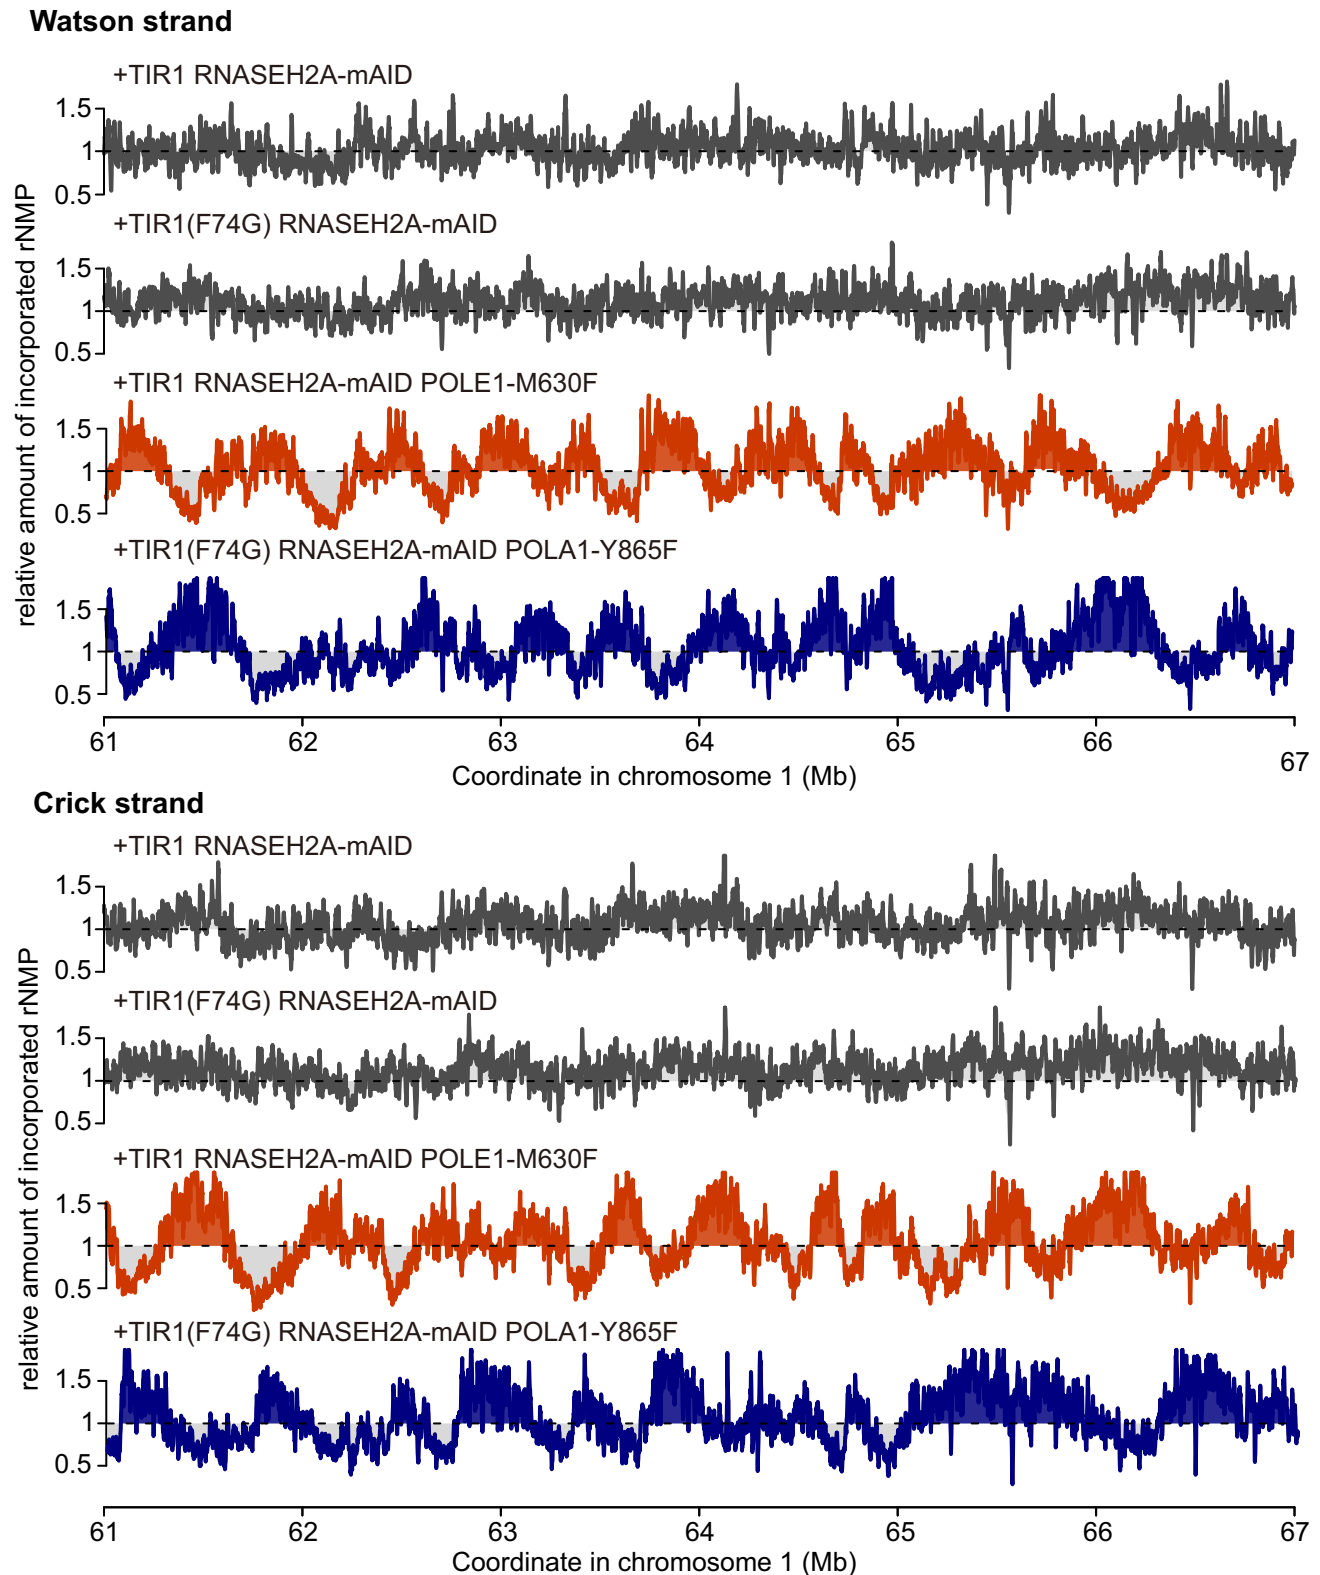 Watson strand
relative amount of incorporated rNMP
+TIR1 RNASEH2A-mAID
1.5
1
0.5
+TIR1(F74G) RNASEH2A-mAID
1.5
1
0.5
+TIR1 RNASEH2A-mAID POLE1-M630F
1.5
1
0.5
+TIR1(F74G) RNASEH2A-mAID POLA1-Y865F
1.5
1
0.5
61 62 63 64 65 66 67
Coordinate in chromosome 1 (Mb)
Crick strand
relative amount of incorporated rNMP
+TIR1 RNASEH2A-mAID
1.5
1
0.5
+TIR1(F74G) RNASEH2A-mAID
1.5
1
0.5
+TIR1 RNASEH2A-mAID POLE1-M630F
1.5
1
0.5
+TIR1(F74G) RNASEH2A-mAID POLA1-Y865F
1.5
1
0.5
61 62 63 64 65 66 67
Coordinate in chromosome 1 (Mb)